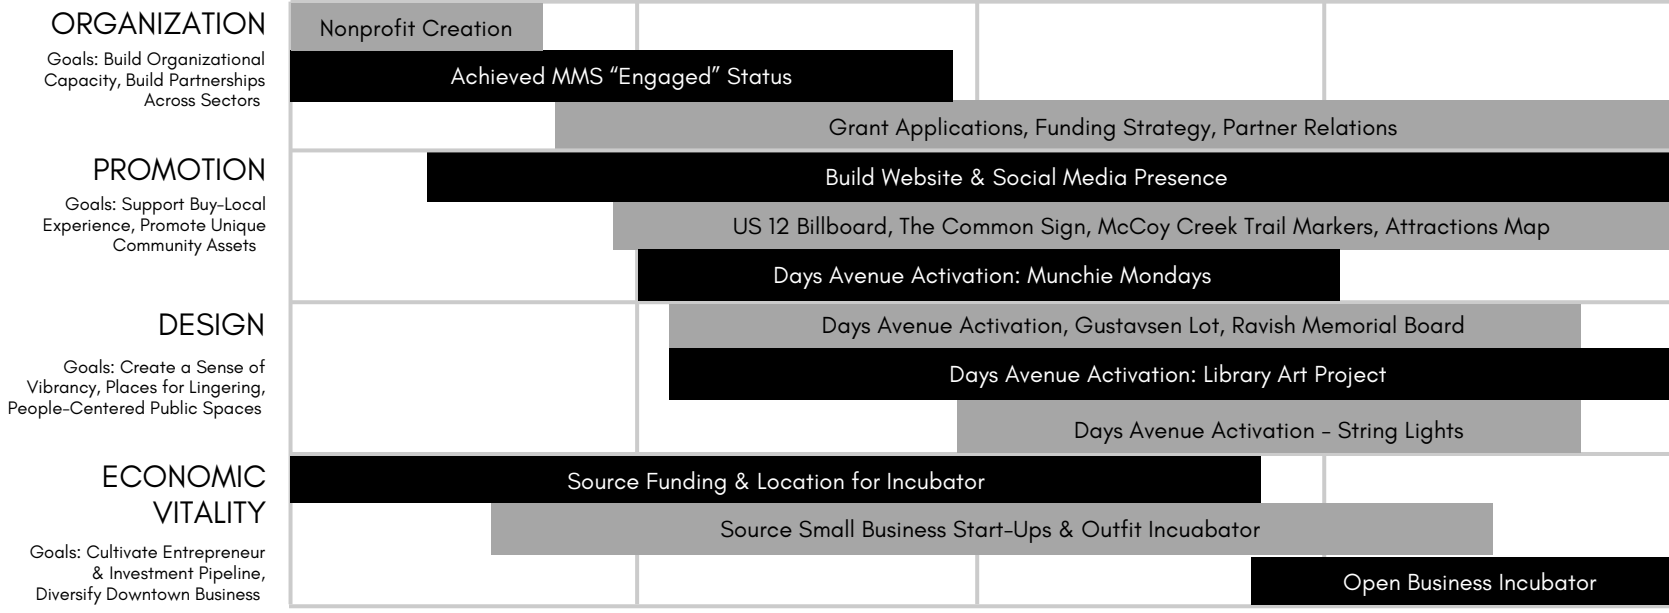 ORGANIZATION
Goals: Build Organizational
Capacity, Build Partnerships
Across Sectors
Nonprofit Creation
Achieved MMS “Engaged” Status
Grant Applications, Funding Strategy, Partner Relations
PROMOTION
Goals: Support Buy-Local
Experience, Promote Unique
Community Assets
Build Website & Social Media Presence
US 12 Billboard, The Common Sign, McCoy Creek Trail Markers, Attractions Map
Days Avenue Activation: Munchie Mondays
DESIGN
Goals: Create a Sense of
Vibrancy, Places for Lingering,
People-Centered Public Spaces
Days Avenue Activation, Gustavsen Lot, Ravish Memorial Board
Days Avenue Activation: Library Art Project
Days Avenue Activation - String Lights
ECONOMIC
VITALITY
Goals: Cultivate Entrepreneur
& Investment Pipeline,
Diversify Downtown Business
Source Funding & Location for Incubator
Source Small Business Start-Ups & Outfit Incuabator
Open Business Incubator